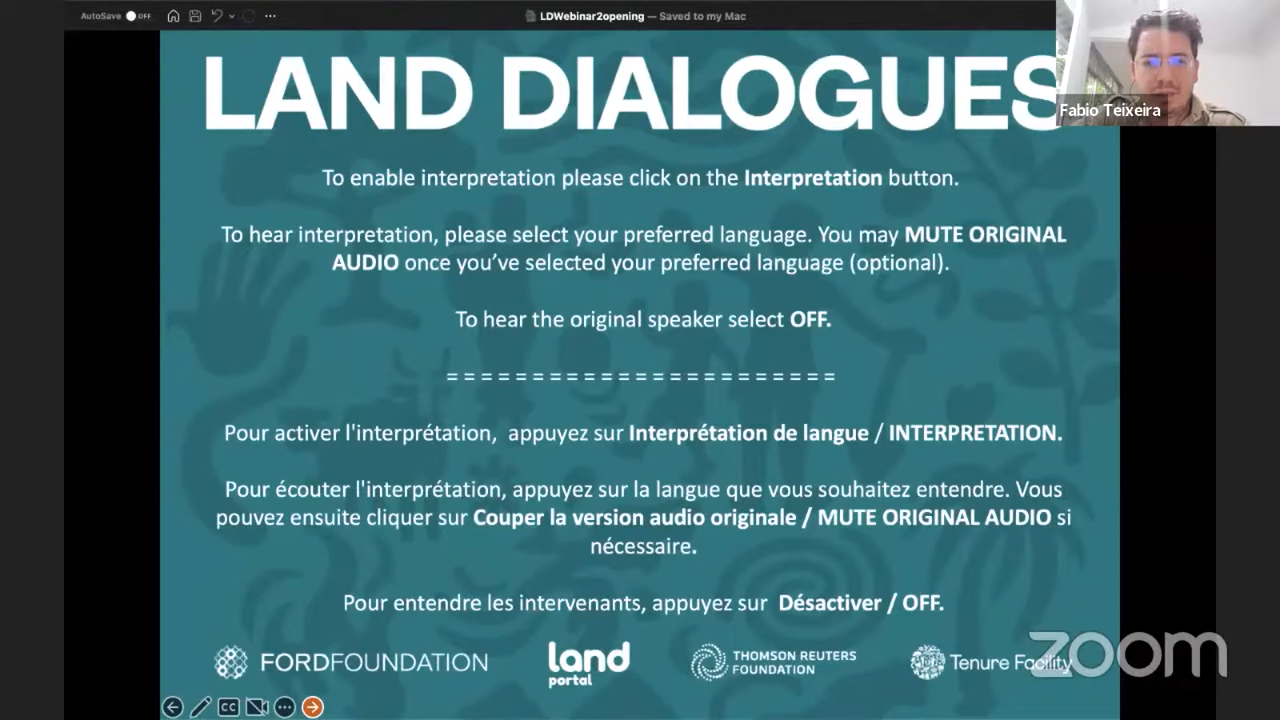 AutoSave OFF
LDWebinar2opening — Saved to my Mac
LAND DIALOGUES
Fabio Teixeira
To enable interpretation please click on the Interpretation button.
To hear interpretation, please select your preferred language. You may MUTE ORIGINAL
AUDIO once you’ve selected your preferred language (optional).
To hear the original speaker select OFF.
= = = = = = = = = = = = = = = = = = = = = = =
Pour activer l'interprétation, appuyez sur Interprétation de langue / INTERPRETATION.
Pour écouter l'interprétation, appuyez sur la langue que vous souhaitez entendre. Vous
pouvez ensuite cliquer sur Couper la version audio originale / MUTE ORIGINAL AUDIO si
nécessaire.
Pour entendre les intervenants, appuyez sur Désactiver / OFF.
FORDFOUNDATION
land
portal
THOMSON REUTERS
FOUNDATION
Tenure Facility
zoom
CC